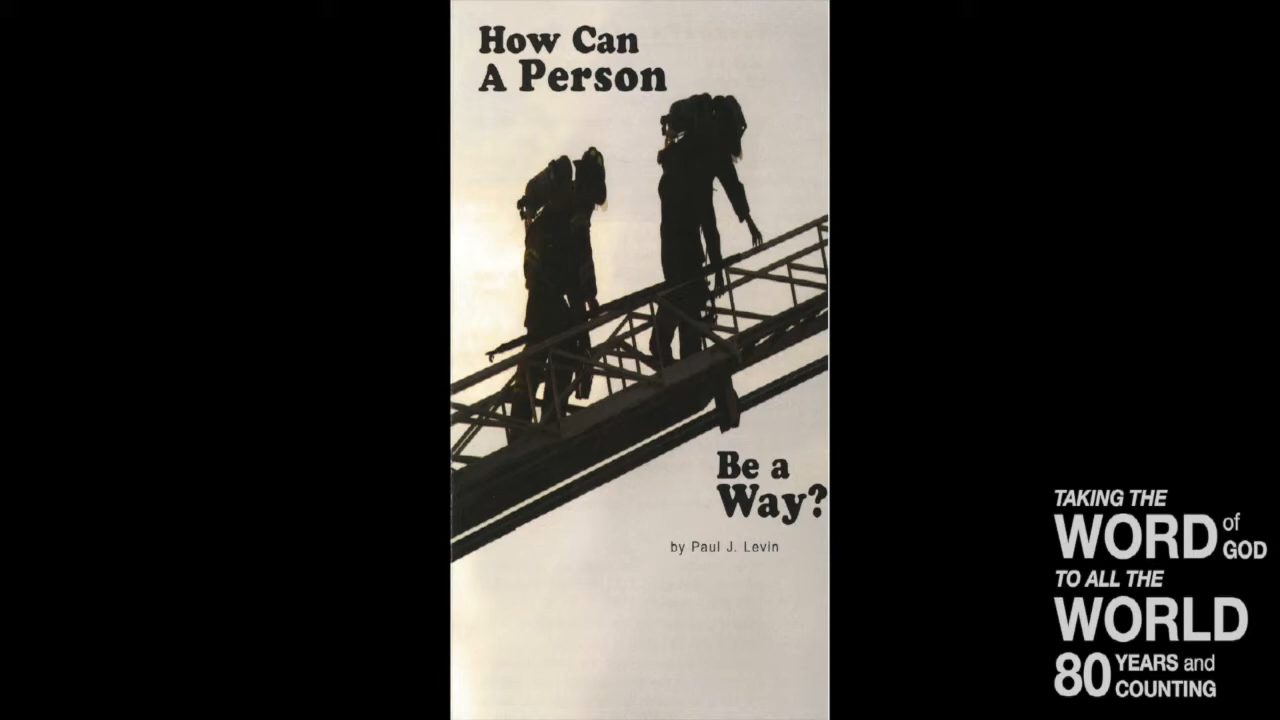 How Can
A Person
Be a
Way?
by Paul J. Levin
TAKING THE
WORD of GOD
TO ALL THE
WORLD
80 YEARS and COUNTING